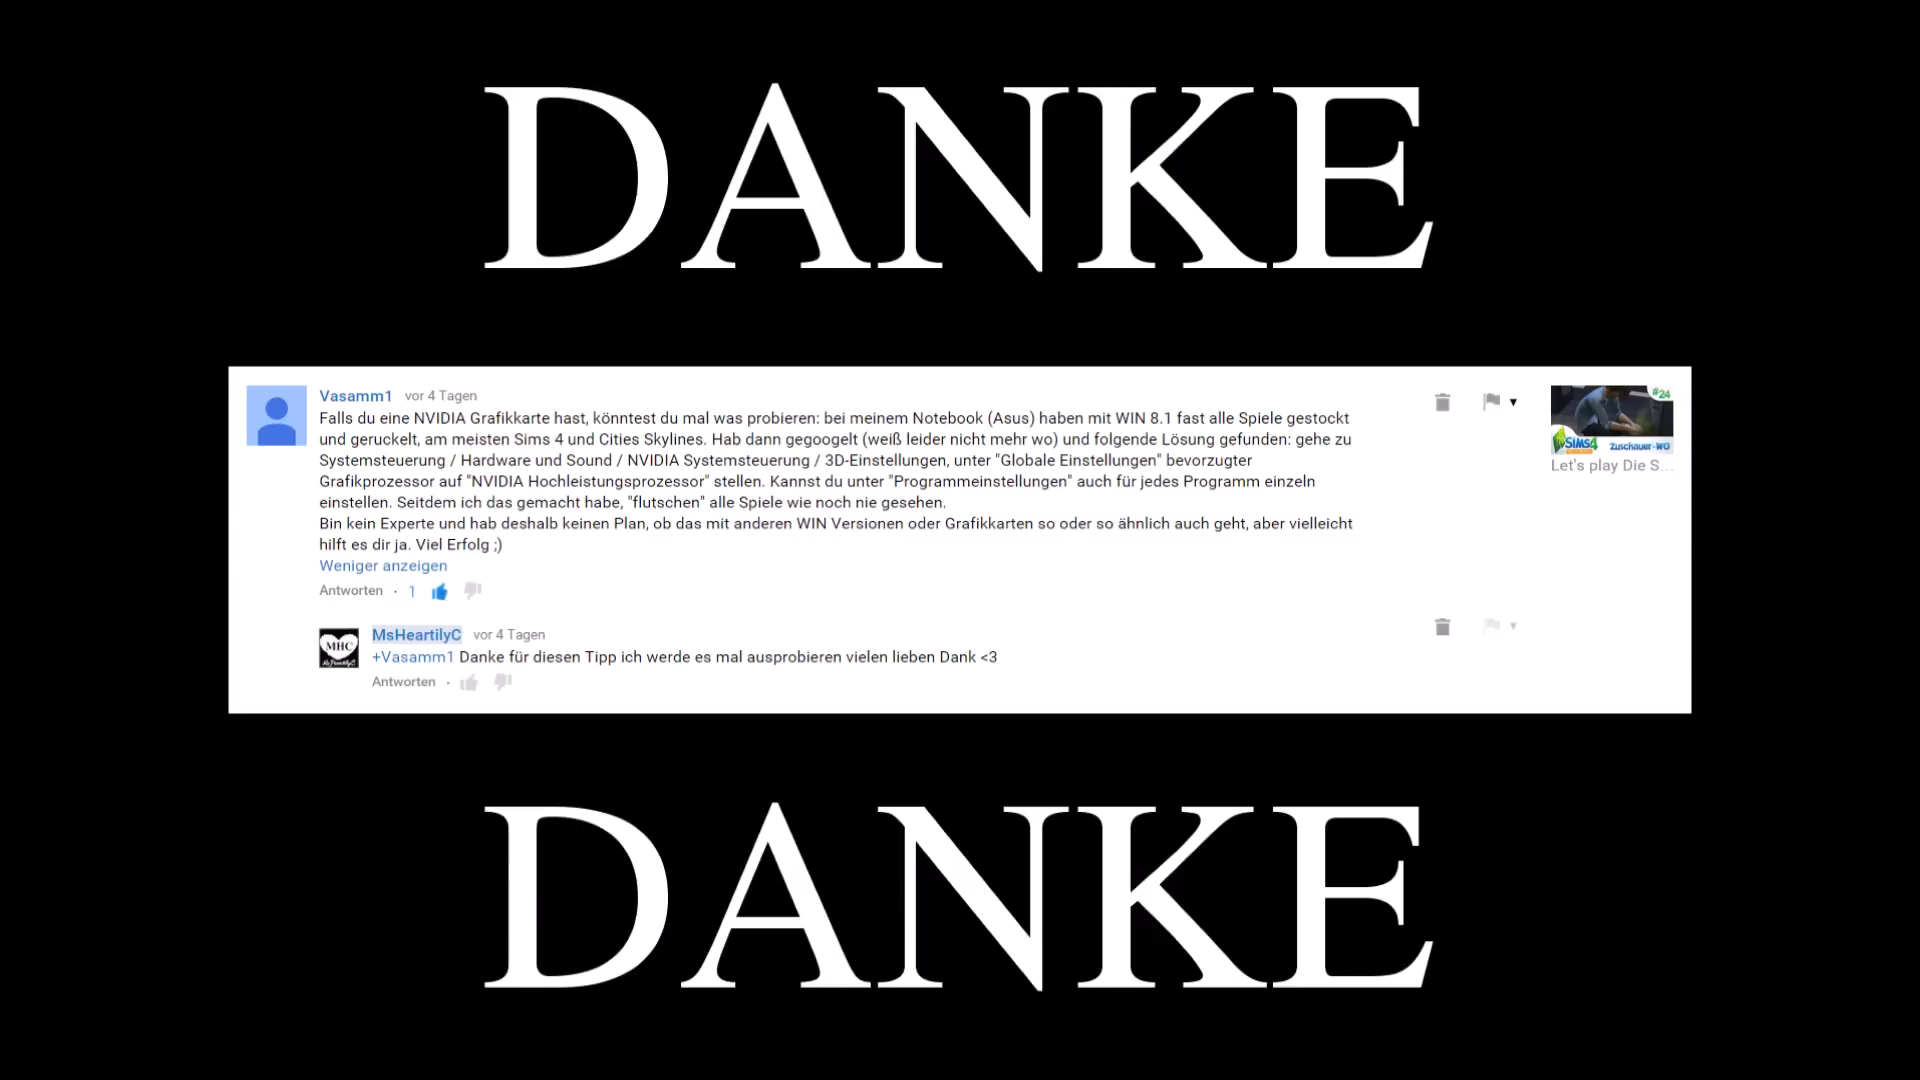 DANKE
Vasamm1 vor 4 Tagen
Falls du eine NVIDIA Grafikkarte hast, könntest du mal was probieren: bei meinem Notebook (Asus) haben mit WIN 8.1 fast alle Spiele gestockt
und geruckelt, am meisten Sims 4 und Cities Skylines. Hab dann gegoogelt (weiß leider nicht mehr wo) und folgende Lösung gefunden: gehe zu
Systemsteuerung / Hardware und Sound / NVIDIA Systemsteuerung / 3D-Einstellungen, unter "Globale Einstellungen" bevorzugter
Grafikprozessor auf "NVIDIA Hochleistungsprozessor" stellen. Kannst du unter "Programmeinstellungen" auch für jedes Programm einzeln
einstellen. Seitdem ich das gemacht habe, "flutschen" alle Spiele wie noch nie gesehen.
Bin kein Experte und hab deshalb keinen Plan, ob das mit anderen WIN Versionen oder Grafikkarten so oder so ähnlich auch geht, aber vielleicht
hilft es dir ja. Viel Erfolg ;)
Weniger anzeigen
Antworten · 1
#24
SIMS4 Zuschauer-WG
Let's play Die S...
MHC
MsHeartilyC
MsHeartilyC vor 4 Tagen
+Vasamm1 Danke für diesen Tipp ich werde es mal ausprobieren vielen lieben Dank <3
Antworten ·
DANKE